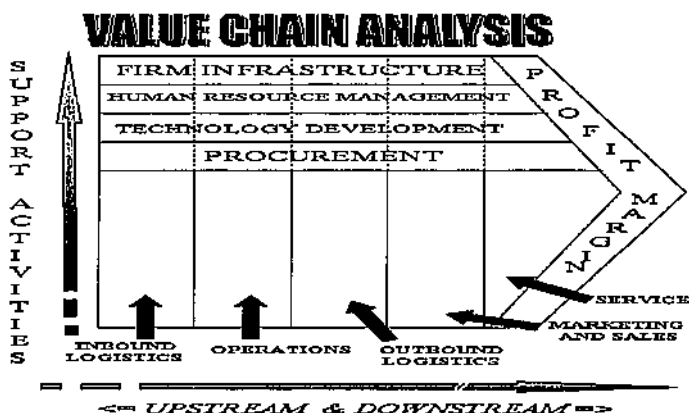 VALUE CHAIN ANALYSIS
SUPPORT ACTIVITIES
FIRM INFRASTRUCTURE
HUMAN RESOURCE MANAGEMENT
TECHNOLOGY DEVELOPMENT
PROCUREMENT
PROFIT MARGIN
INBOUND
LOGISTICS
OPERATIONS
OUTBOUND
LOGISTICS
MARKETING
AND SALES
SERVICE
<= UPSTREAM & DOWNSTREAM =>